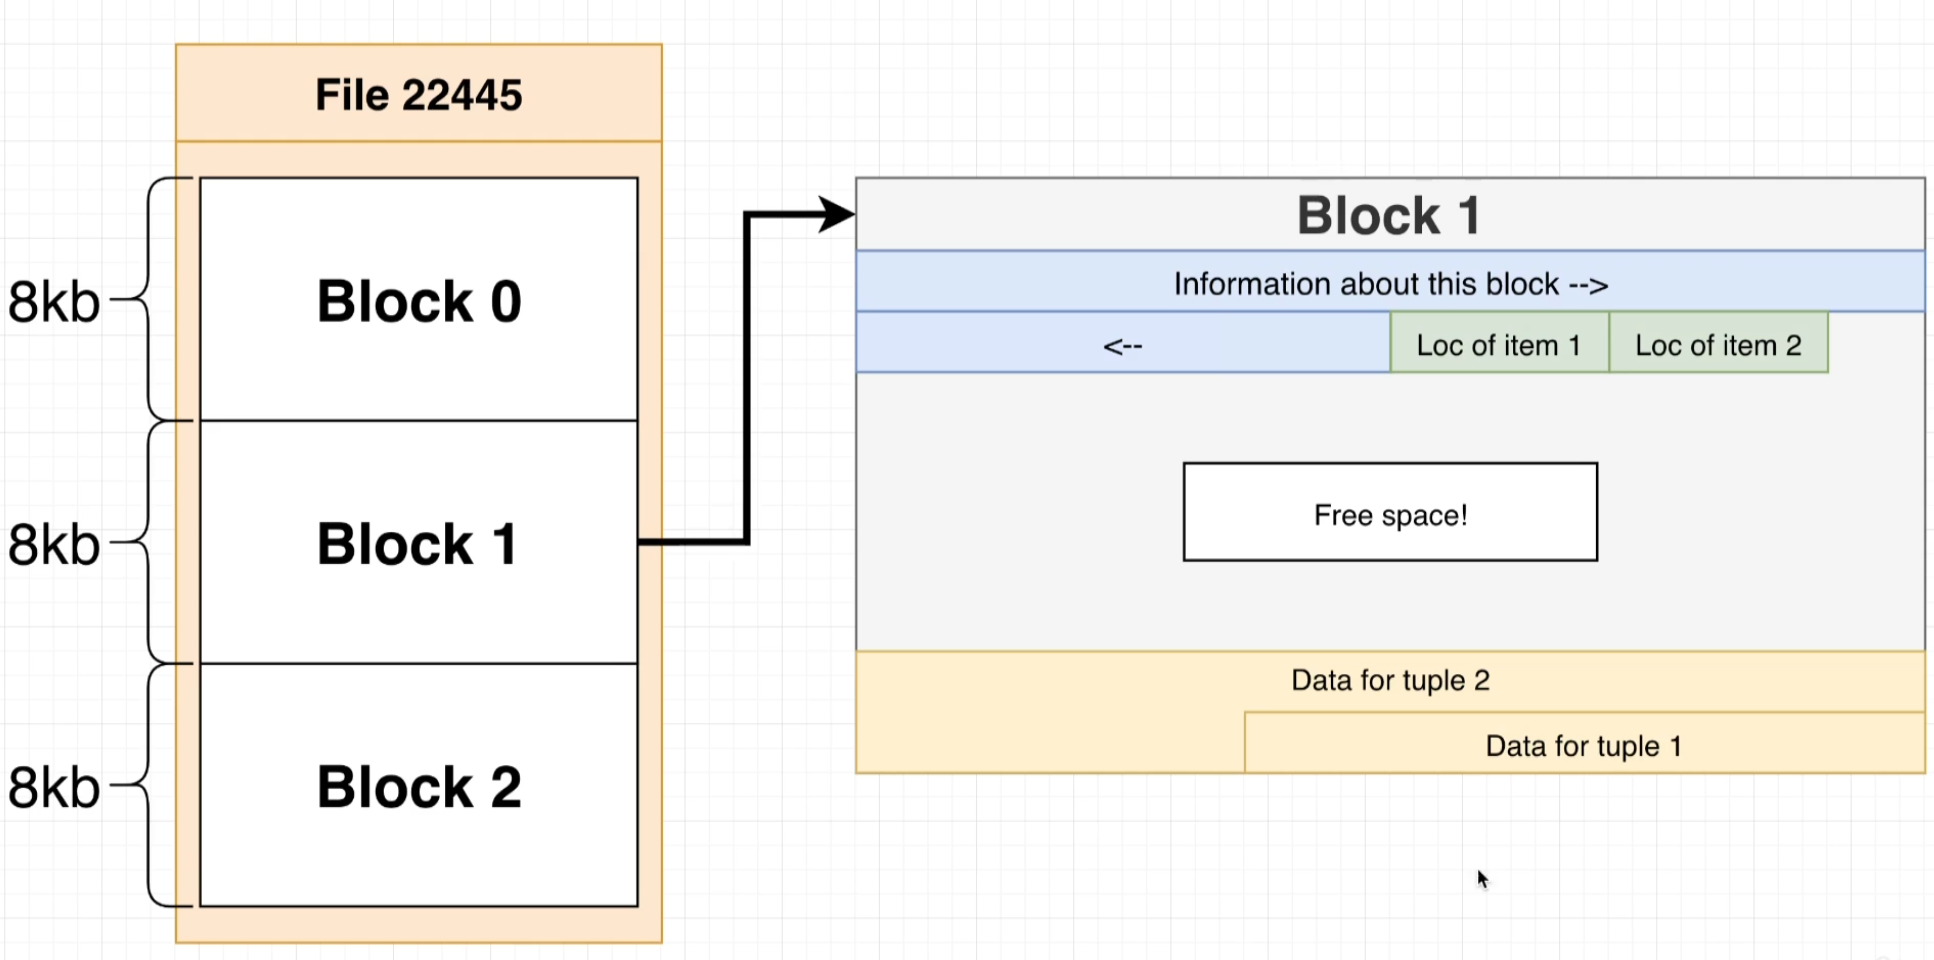 File 22445
8kb
Block 0
8kb
Block 1
8kb
Block 2
Block 1
Information about this block -->
<--
Loc of item 1
Loc of item 2
Free space!
Data for tuple 2
Data for tuple 1